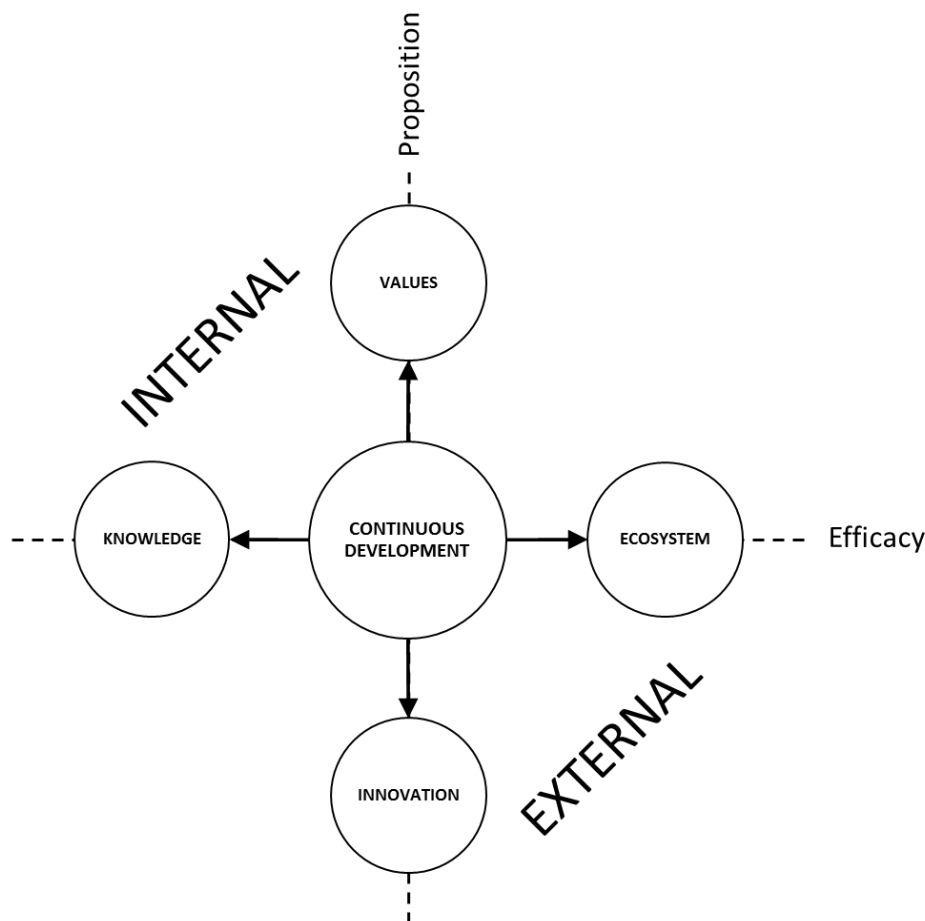 Proposition
VALUES
INTERNAL
KNOWLEDGE
CONTINUOUS
DEVELOPMENT
ECOSYSTEM
Efficacy
INNOVATION
EXTERNAL